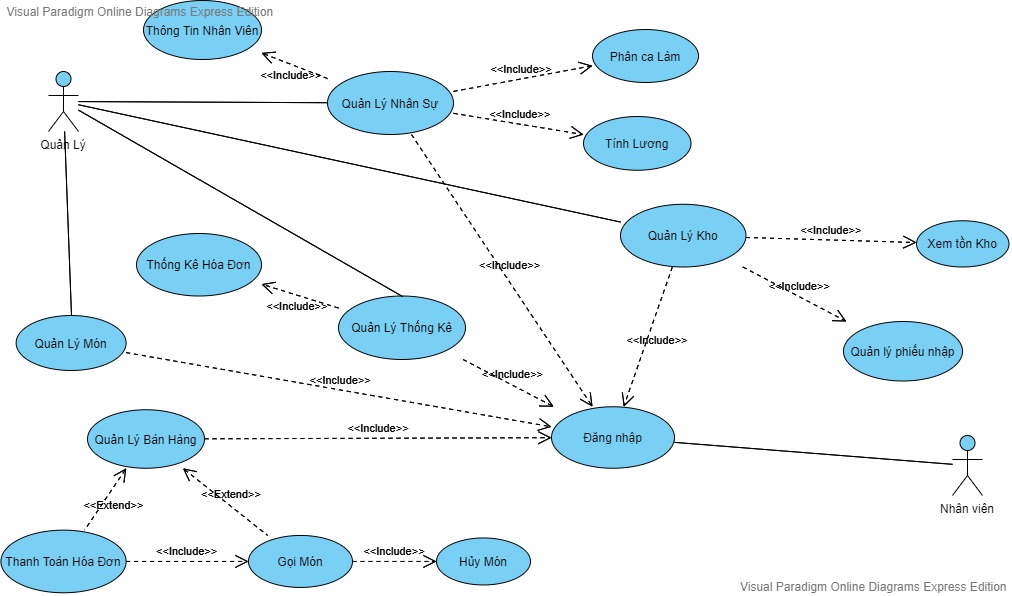 Visual Paradigm Online Diagrams Express Edition
Thông Tin Nhân Viên
<<Include>>
Phân ca Làm
<<Include>>
Quản Lý Nhân Sự
<<Include>>
Tính Lương
Quản Lý
<<Include>>
Quản Lý Kho
<<Include>>
Xem tồn Kho
Thống Kê Hóa Đơn
<<Include>>
<<Include>>
Quản Lý Thống Kê
<<Include>>
Quản Lý Món
Quản lý phiếu nhập
<<Include>>
<<Include>>
<<Include>>
Quản Lý Bán Hàng
Đăng nhập
<<Extend>>
<<Extend>>
Nhân viên
<<Include>>
<<Include>>
Thanh Toán Hóa Đơn
Gọi Món
Hủy Món
Visual Paradigm Online Diagrams Express Edition